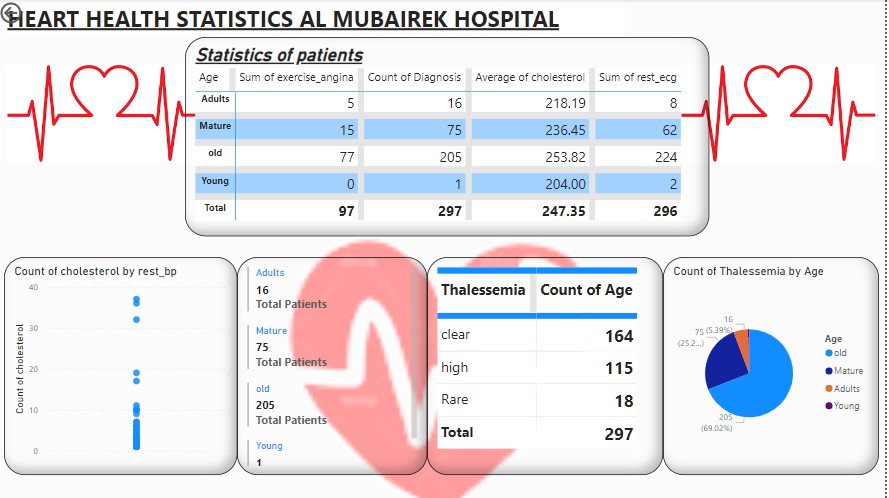 HEART HEALTH STATISTICS AL MUBAIREK HOSPITAL
Statistics of patients
Age Sum of exercise_angina Count of Diagnosis Average of cholesterol Sum of rest_ecg
Adults 5 16 218.19 8
Mature 15 75 236.45 62
old 77 205 253.82 224
Young 0 1 204.00 2
Total 97 297 247.35 296
Count of cholesterol by rest_bp
Count of cholesterol
40
30
20
10
0
Adults
16
Total Patients
Mature
75
Total Patients
old
205
Total Patients
Young
1
Thalessemia Count of Age
clear 164
high 115
Rare 18
Total 297
Count of Thalessemia by Age
16
(5.39%)
75
(25.2...)
205
(69.02%)
Age
old
Mature
Adults
Young